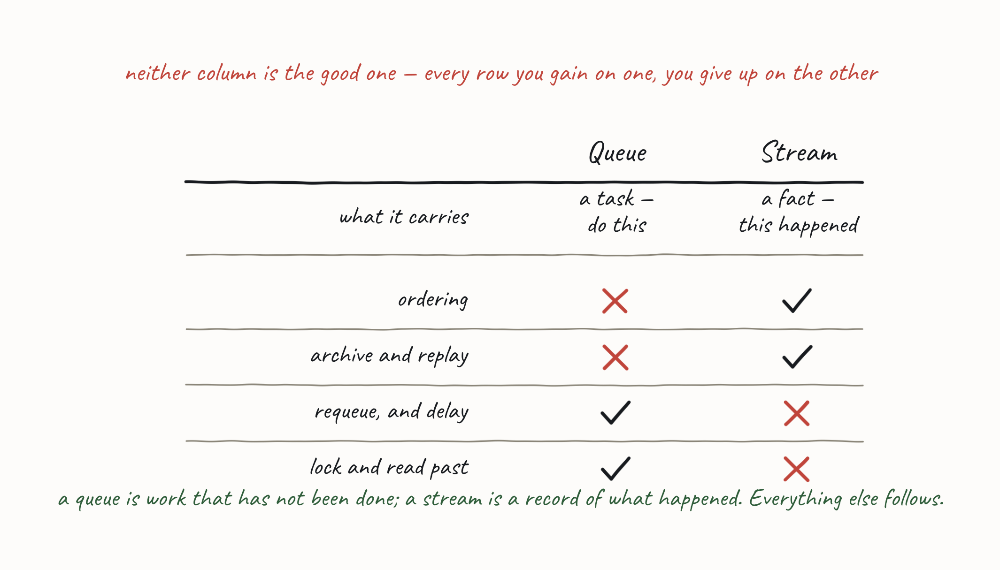 neither column is the good one – every row you gain on one, you give up on the other
Queue Stream
what it carries a task – do this a fact – this happened
ordering
archive and replay
requeue, and delay
lock and read past
a queue is work that has not been done; a stream is a record of what happened. Everything else follows.